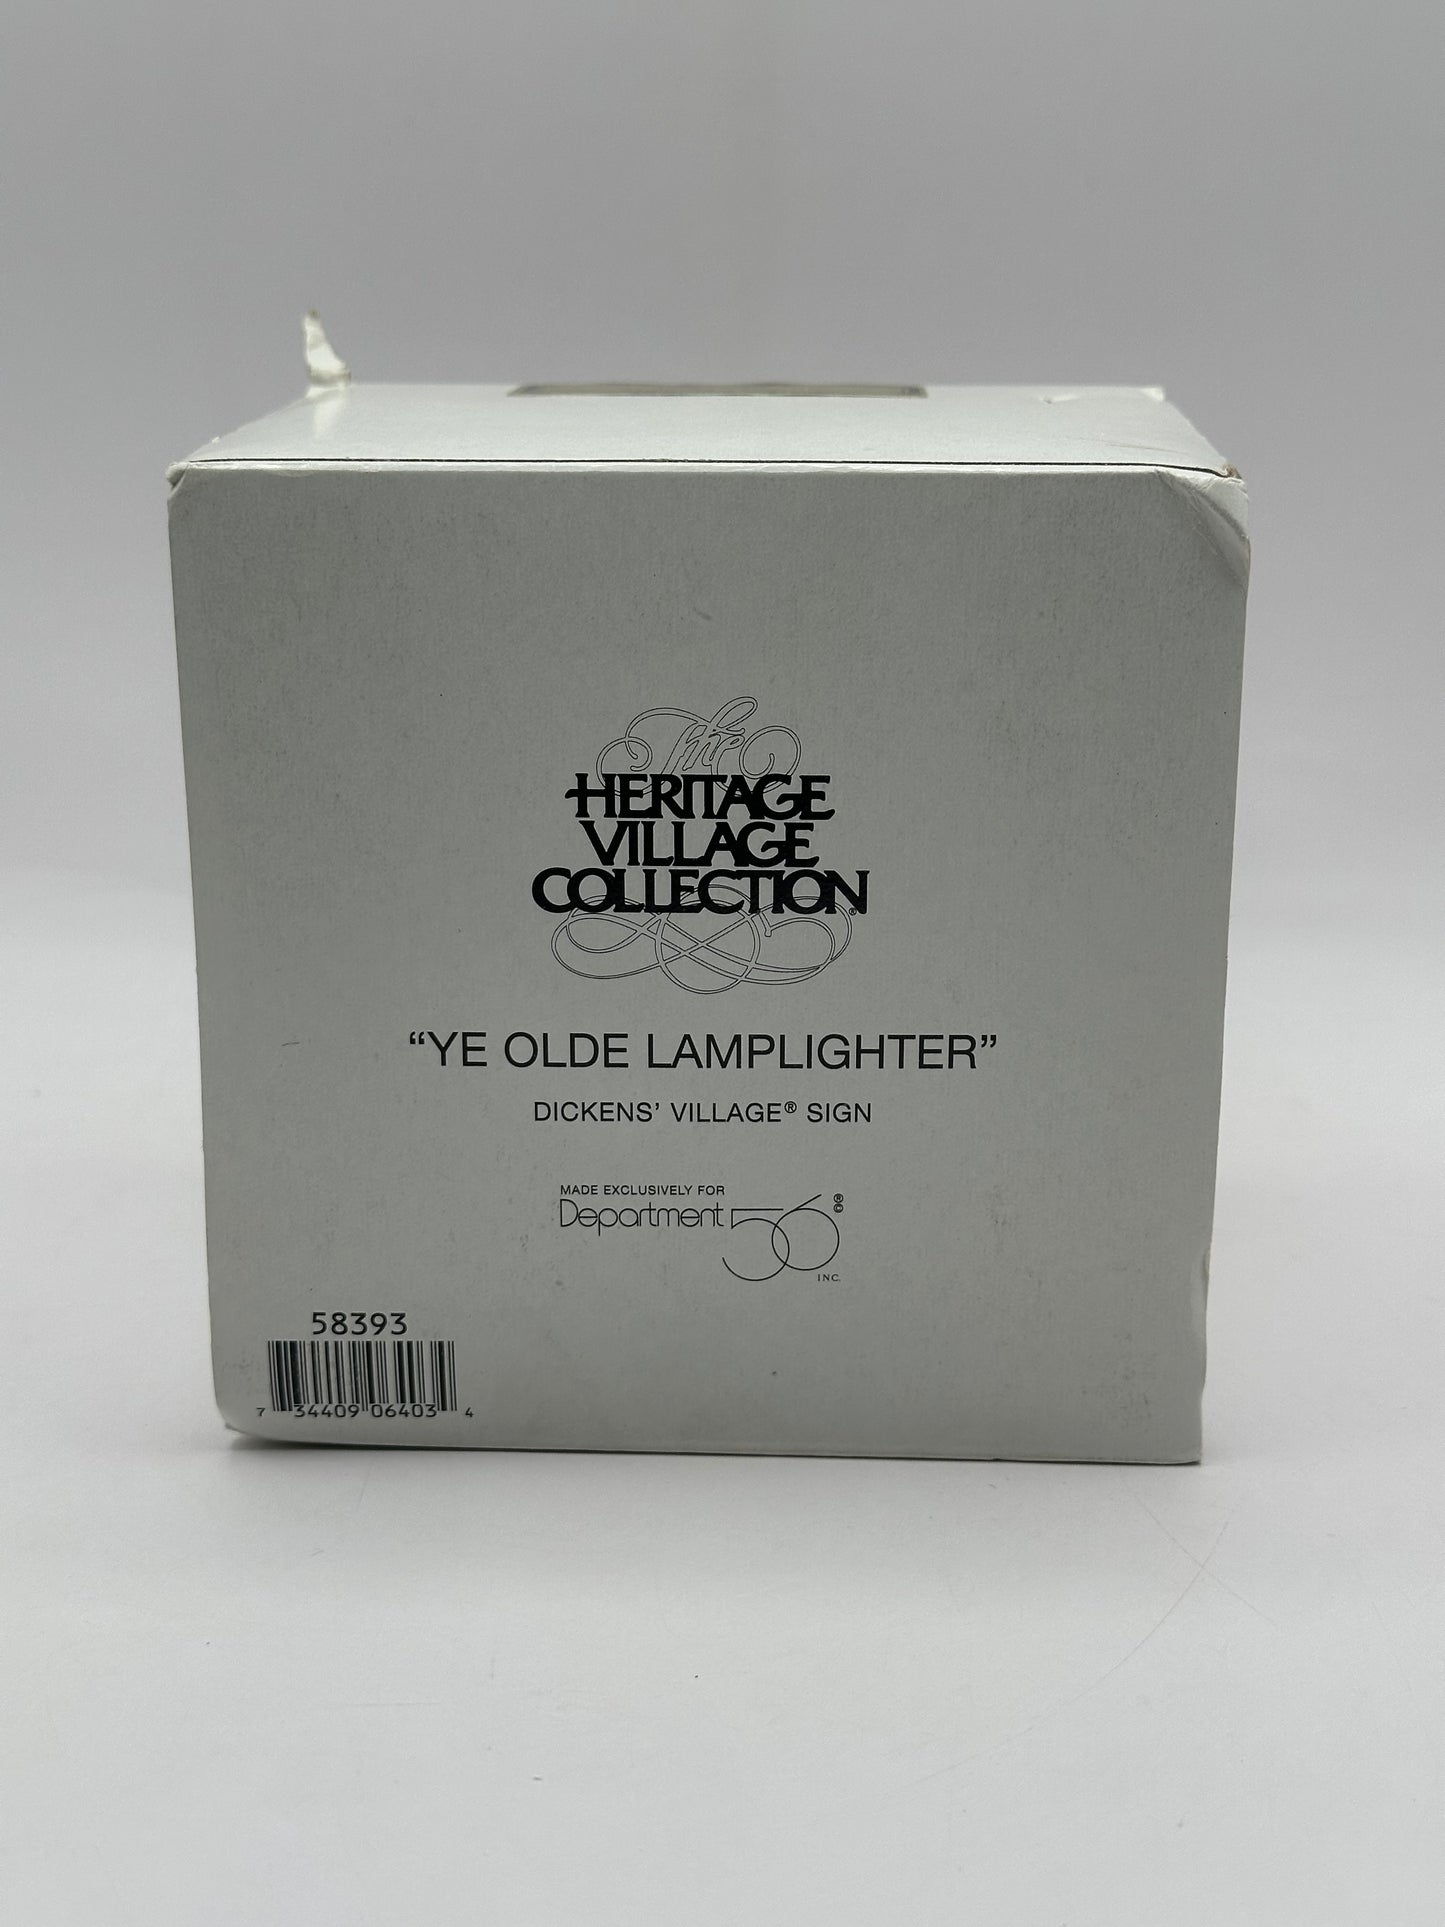 The
HERITAGE
VILLAGE
COLLECTION®
“YE OLDE LAMPLIGHTER”
DICKENS’ VILLAGE® SIGN
MADE EXCLUSIVELY FOR
Department 56 ® ©
INC.
58393
7 34409 06403 4